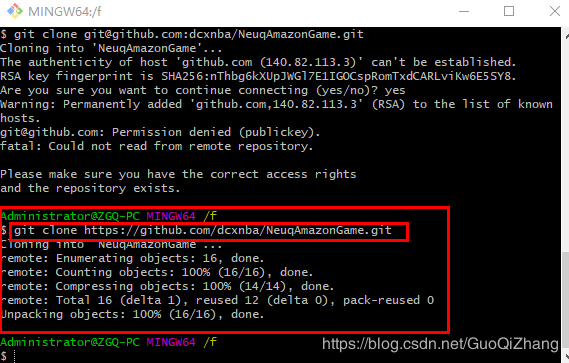 MINGW64:/f
$ git clone git@github.com:dcxnba/NeuqAmazonGame.git
Cloning into 'NeuqAmazonGame'...
The authenticity of host 'github.com (140.82.113.3)' can't be established.
RSA key fingerprint is SHA256:nThbg6kXUpJWGl7E1IGOCspRomTxdCARLviKw6E5SY8.
Are you sure you want to continue connecting (yes/no)? yes
Warning: Permanently added 'github.com,140.82.113.3' (RSA) to the list of known
hosts.
git@github.com: Permission denied (publickey).
fatal: Could not read from remote repository.
Please make sure you have the correct access rights
and the repository exists.
Administrator@ZGQ-PC MINGW64 /f
$ git clone https://github.com/dcxnba/NeuqAmazonGame.git
Cloning into 'NeuqAmazonGame'...
remote: Enumerating objects: 16, done.
remote: Counting objects: 100% (16/16), done.
remote: Compressing objects: 100% (14/14), done.
remote: Total 16 (delta 1), reused 12 (delta 0), pack-reused 0
Unpacking objects: 100% (16/16), done.
Administrator@ZGQ-PC MINGW64 /f
$
https://blog.csdn.net/GuoQiZhang